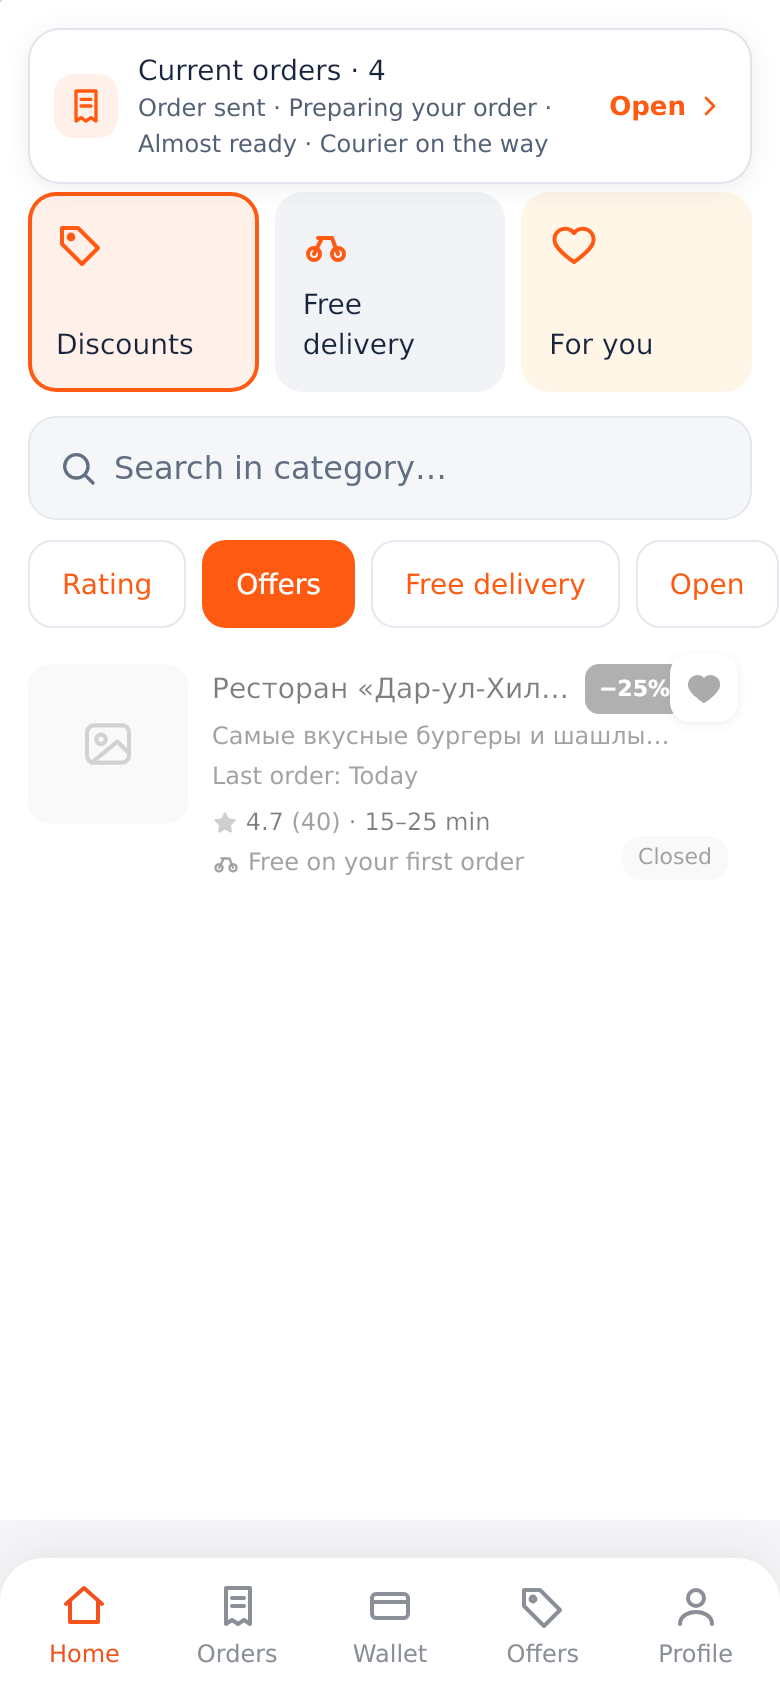 Current orders · 4
Order sent · Preparing your order ·
Almost ready · Courier on the way
Open
Discounts
Free
delivery
For you
Search in category…
Rating
Offers
Free delivery
Open
Ресторан «Дар-ул-Хил…
−25%
Самые вкусные бургеры и шашлы…
Last order: Today
4.7 (40) · 15–25 min
Free on your first order
Closed
Home
Orders
Wallet
Offers
Profile